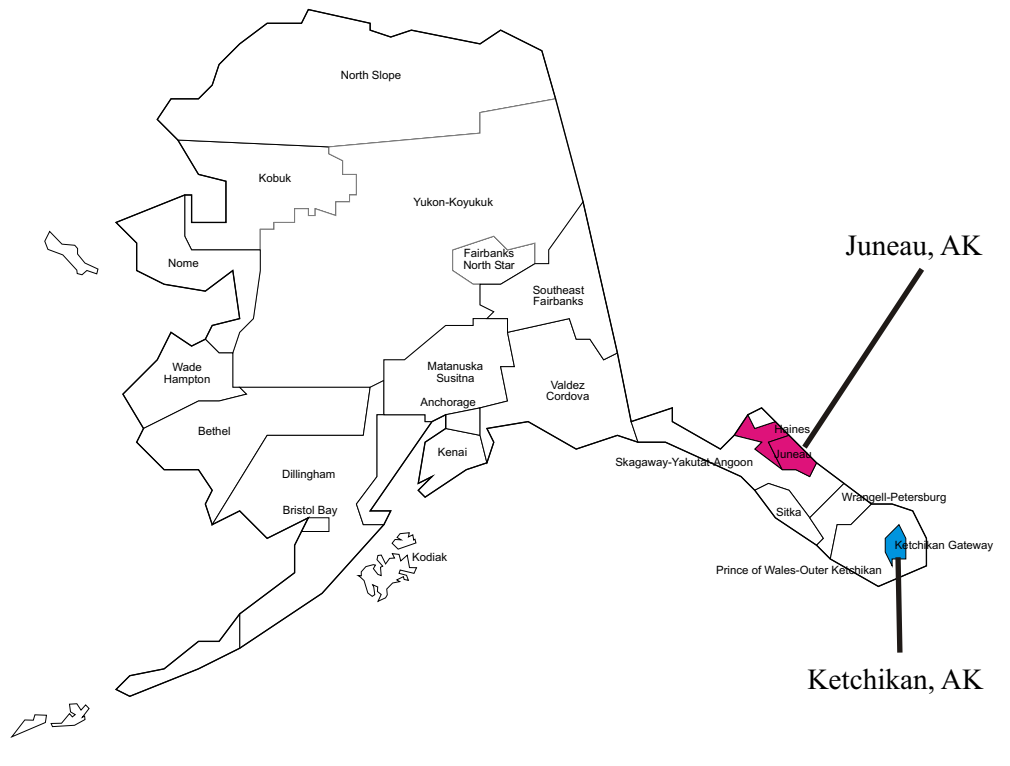 North Slope
Kobuk
Yukon-Koyukuk
Juneau, AK
Fairbanks
North Star
Nome
Southeast
Fairbanks
Wade
Hampton
Matanuska
Susitna
Valdez
Cordova
Anchorage
Bethel
Haines
Kenai
Juneau
Skagaway-Yakutat-Angoon
Dillingham
Wrangell-Petersburg
Bristol Bay
Sitka
Ketchikan Gateway
Kodiak
Prince of Wales-Outer Ketchikan
Ketchikan, AK